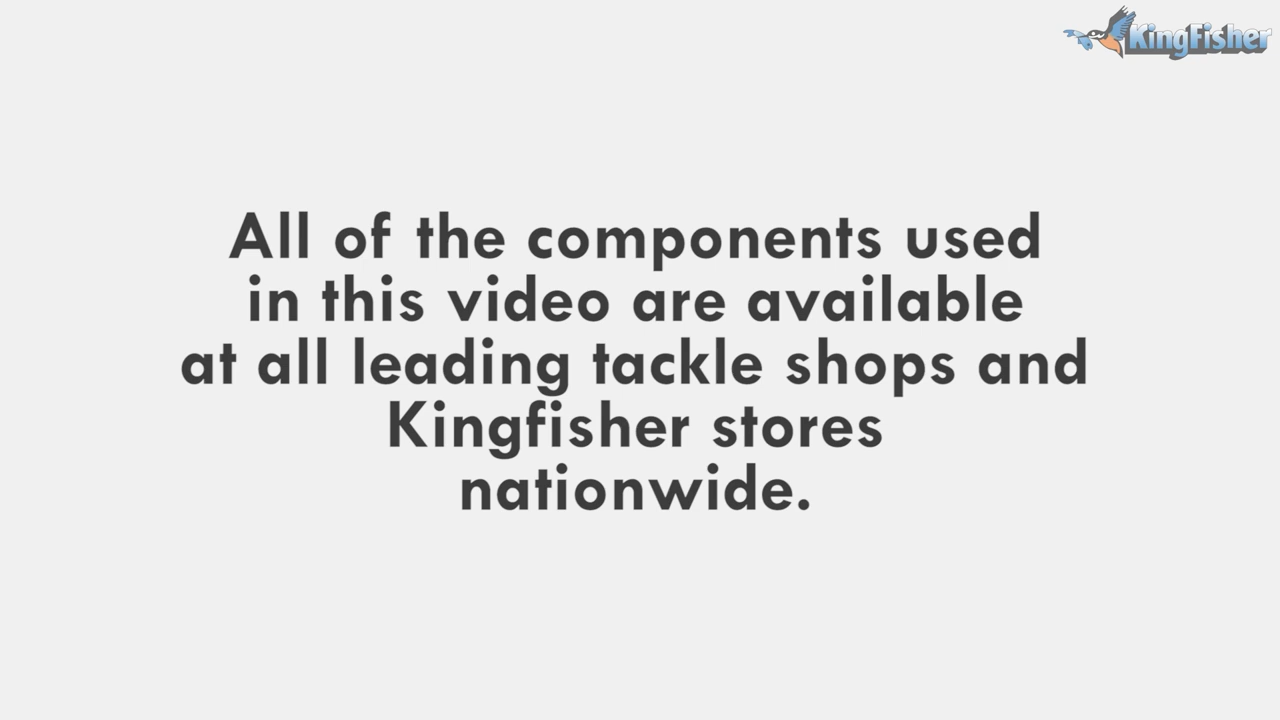 KingFisher
All of the components used
in this video are available
at all leading tackle shops and
Kingfisher stores
nationwide.